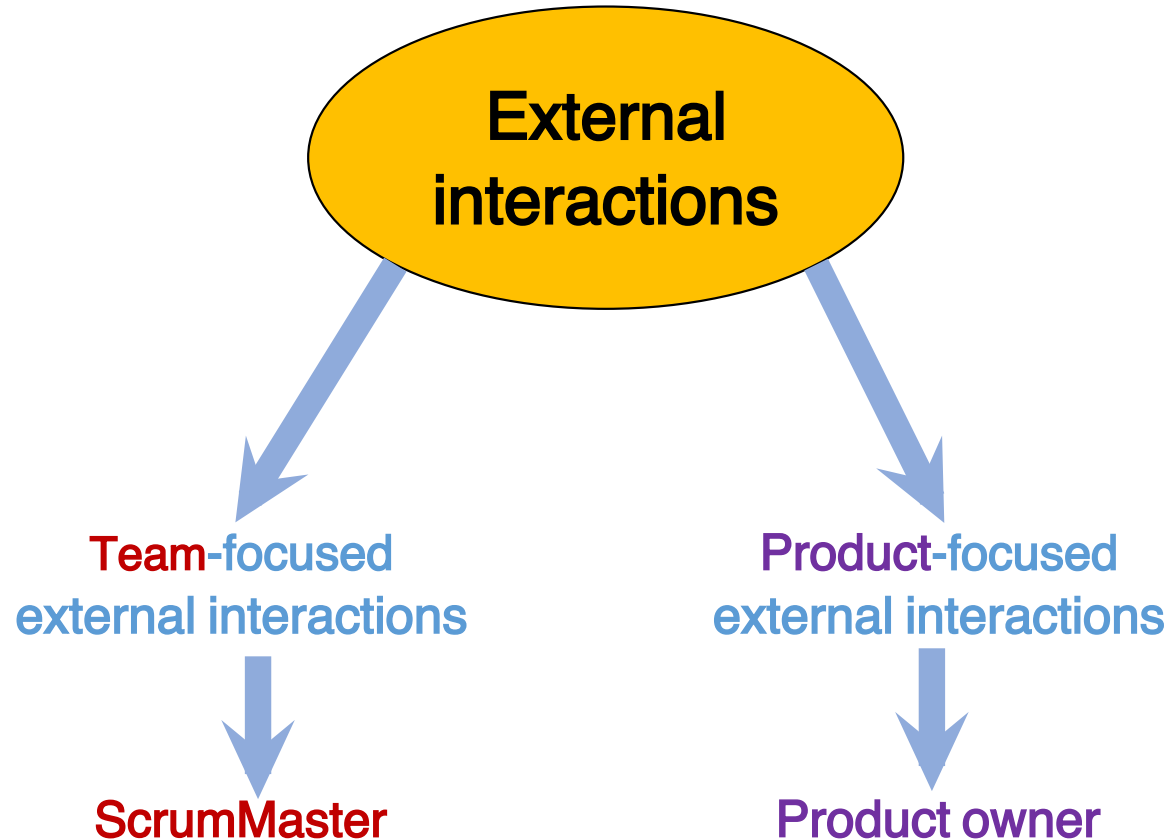 External
interactions
Team-focused
external interactions
Product-focused
external interactions
ScrumMaster
Product owner